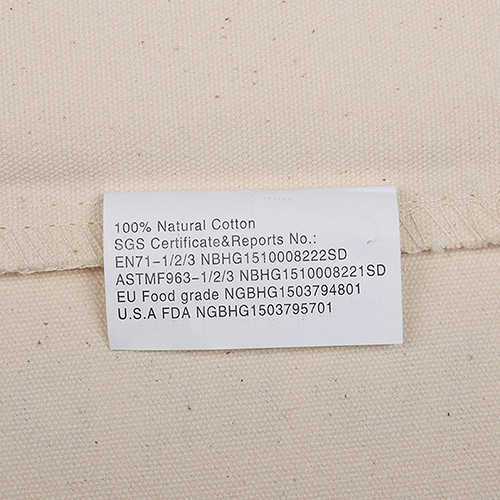 100% Natural Cotton
SGS Certificate&Reports No.:
EN71-1/2/3 NBHG1510008222SD
ASTMF963-1/2/3 NBHG1510008221SD
EU Food grade NGBHG1503794801
U.S.A FDA NGBHG1503795701